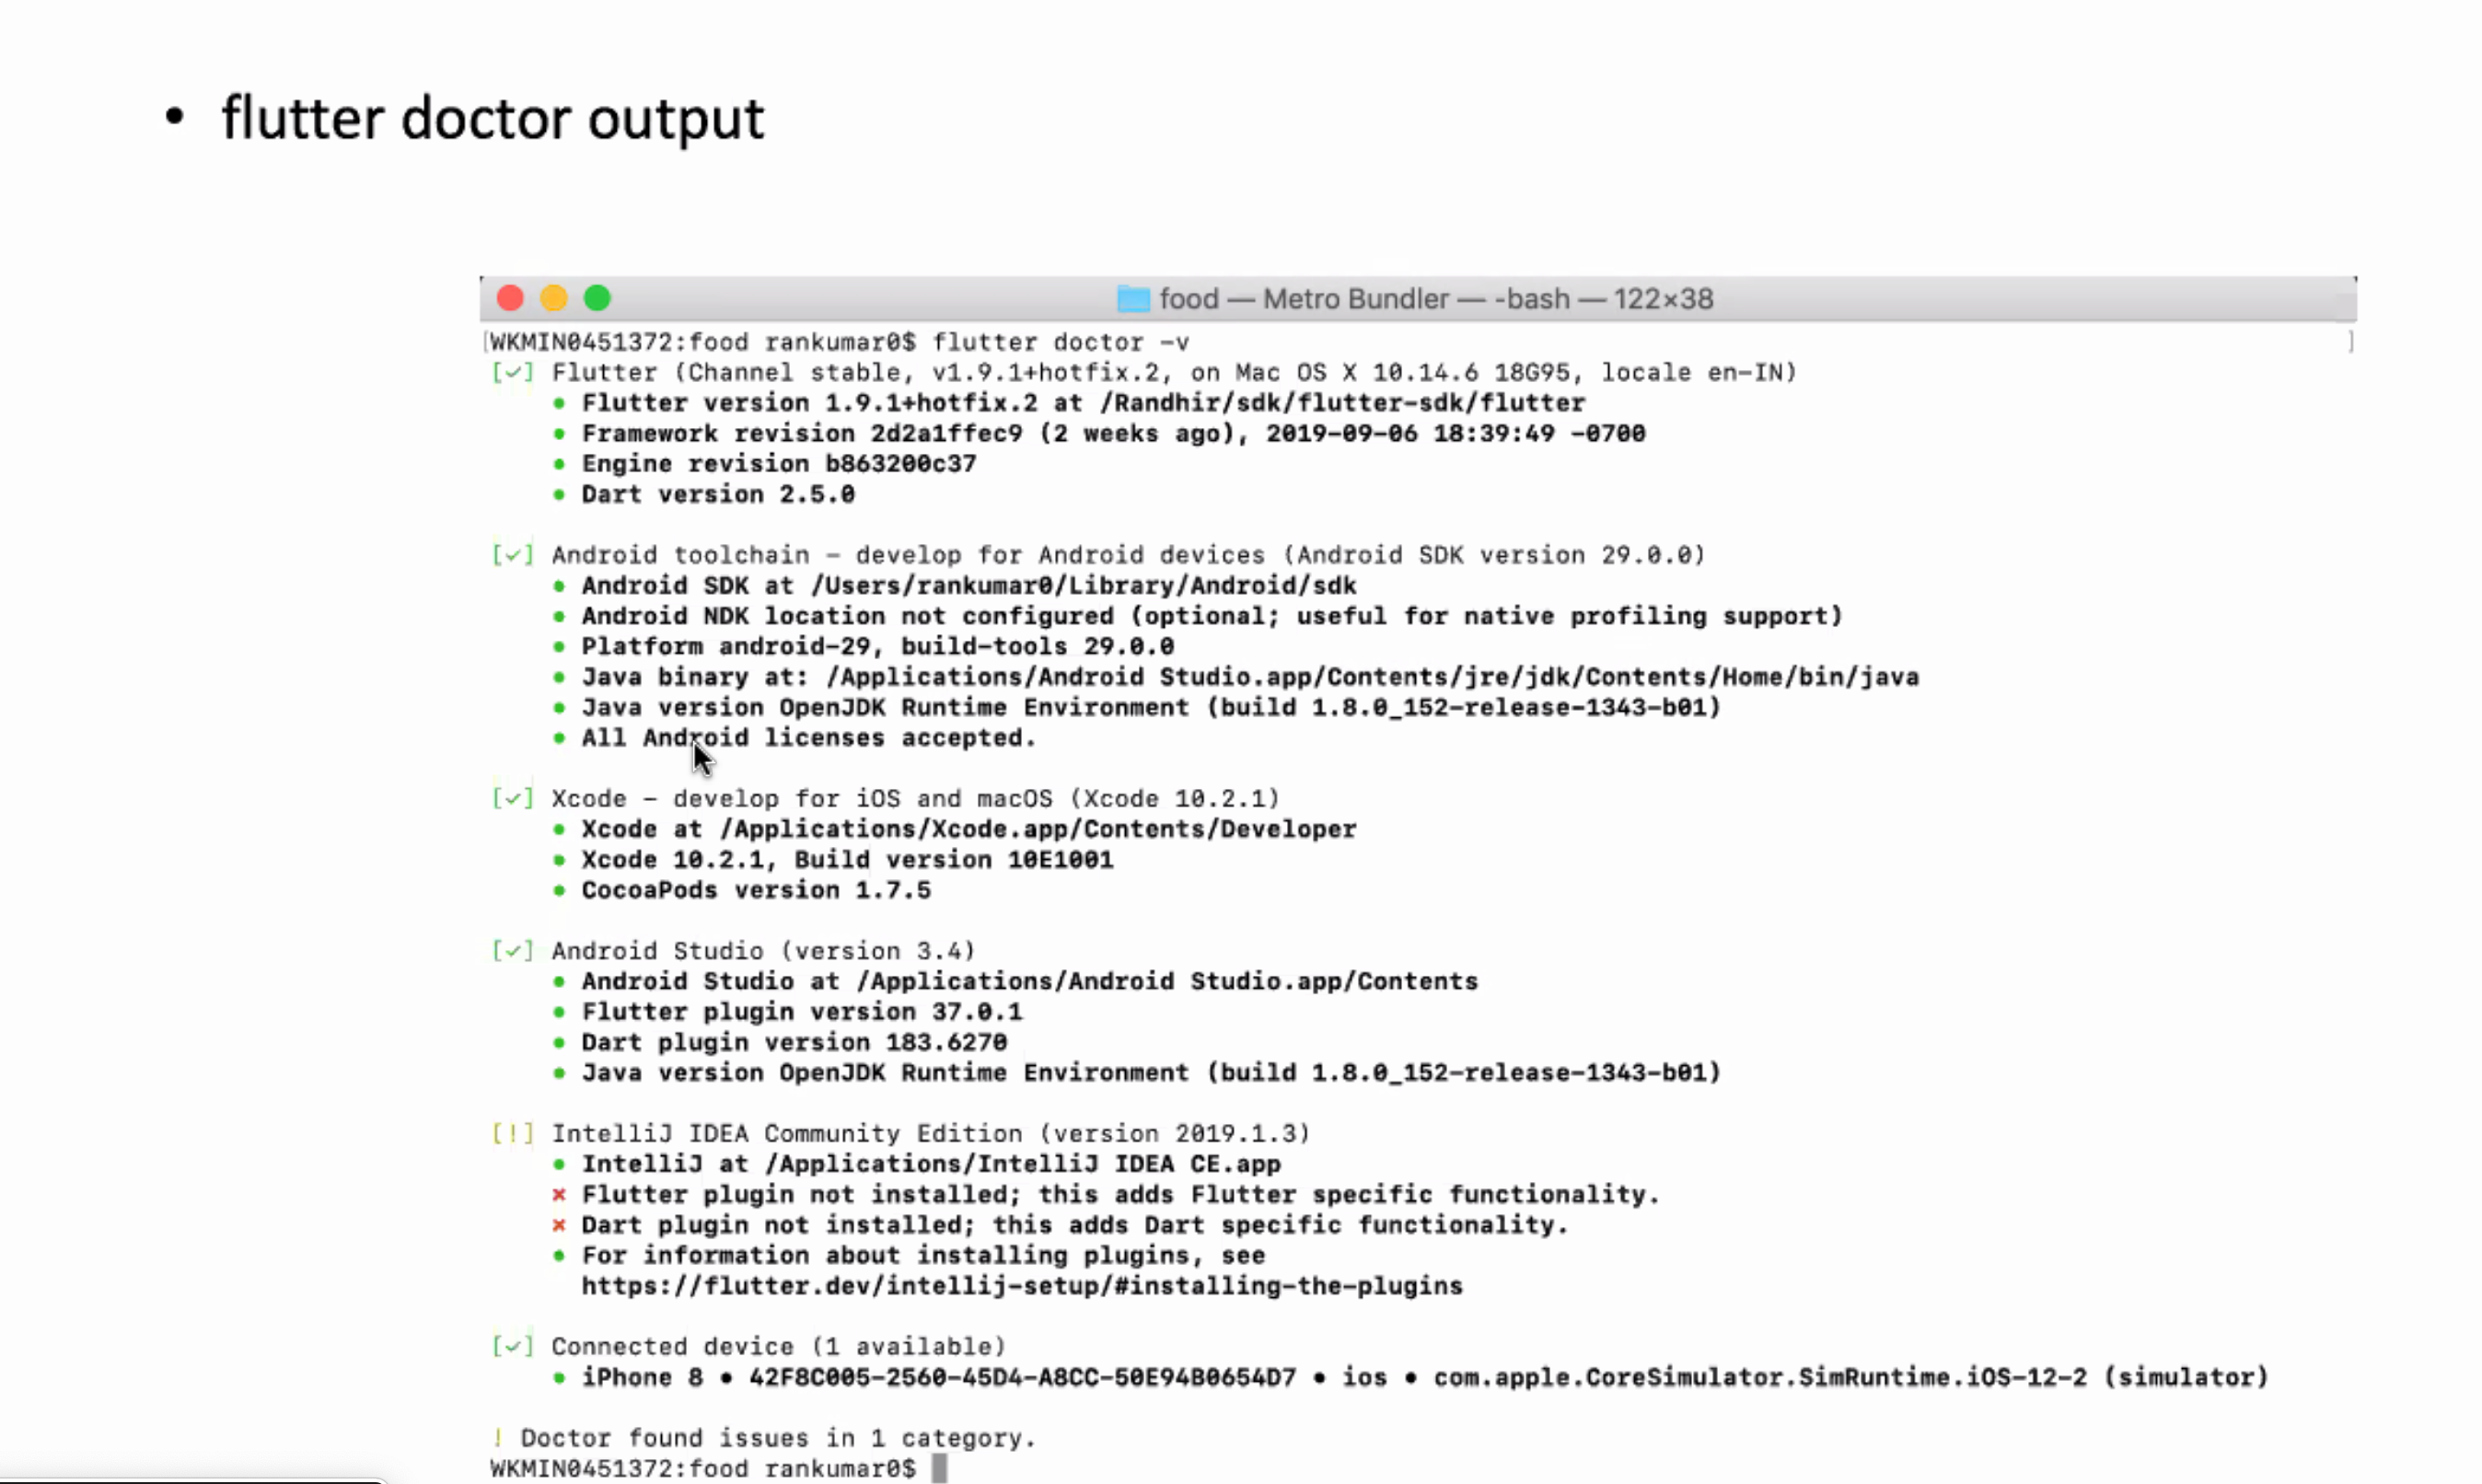 • flutter doctor output
food — Metro Bundler — -bash — 122×38
[WKMIN0451372:food rankumar0$ flutter doctor -v ]
[✓] Flutter (Channel stable, v1.9.1+hotfix.2, on Mac OS X 10.14.6 18G95, locale en-IN)
• Flutter version 1.9.1+hotfix.2 at /Randhir/sdk/flutter-sdk/flutter
• Framework revision 2d2a1ffec9 (2 weeks ago), 2019-09-06 18:39:49 -0700
• Engine revision b863200c37
• Dart version 2.5.0
[✓] Android toolchain - develop for Android devices (Android SDK version 29.0.0)
• Android SDK at /Users/rankumar0/Library/Android/sdk
• Android NDK location not configured (optional; useful for native profiling support)
• Platform android-29, build-tools 29.0.0
• Java binary at: /Applications/Android Studio.app/Contents/jre/jdk/Contents/Home/bin/java
• Java version OpenJDK Runtime Environment (build 1.8.0_152-release-1343-b01)
• All Android licenses accepted.
[✓] Xcode - develop for iOS and macOS (Xcode 10.2.1)
• Xcode at /Applications/Xcode.app/Contents/Developer
• Xcode 10.2.1, Build version 10E1001
• CocoaPods version 1.7.5
[✓] Android Studio (version 3.4)
• Android Studio at /Applications/Android Studio.app/Contents
• Flutter plugin version 37.0.1
• Dart plugin version 183.6270
• Java version OpenJDK Runtime Environment (build 1.8.0_152-release-1343-b01)
[!] IntelliJ IDEA Community Edition (version 2019.1.3)
• IntelliJ at /Applications/IntelliJ IDEA CE.app
✗ Flutter plugin not installed; this adds Flutter specific functionality.
✗ Dart plugin not installed; this adds Dart specific functionality.
• For information about installing plugins, see
https://flutter.dev/intellij-setup/#installing-the-plugins
[✓] Connected device (1 available)
• iPhone 8 • 42F8C005-2560-45D4-A8CC-50E94B0654D7 • ios • com.apple.CoreSimulator.SimRuntime.iOS-12-2 (simulator)
! Doctor found issues in 1 category.
WKMIN0451372:food rankumar0$